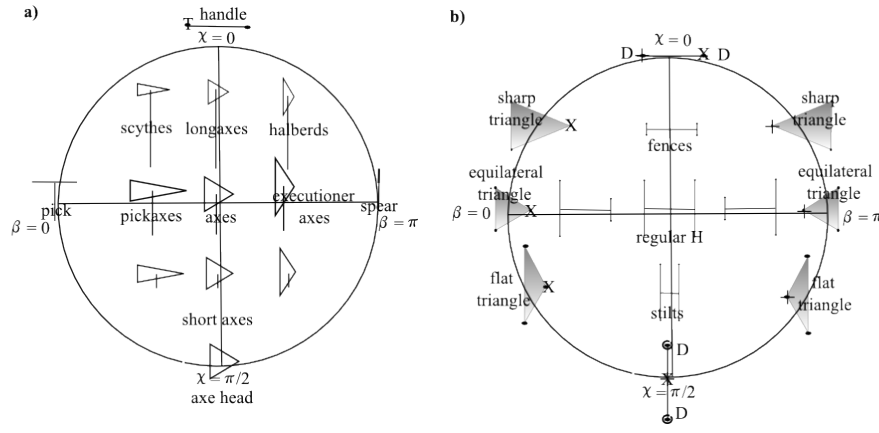 a)
handle
T
χ = 0
scythes longaxes halberds
pick
pickaxes axes executioner axes
spear
β = 0
β = π
short axes
χ = π/2
axe head
b)
χ = 0
D X D
sharp triangle
sharp triangle
X
fences
equilateral triangle
equilateral triangle
β = 0
X
β = π
regular H
flat triangle
X
flat triangle
stilts
D
X
χ = π/2
D